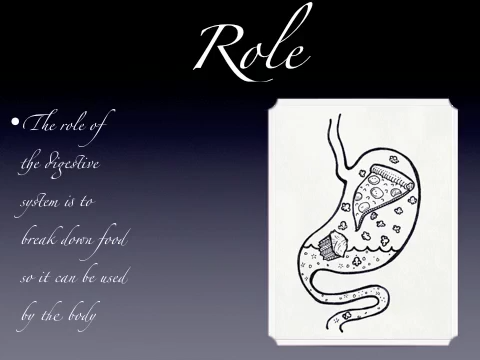 Role
• The role of
the digestive
system is to
break down food
so it can be used
by the body